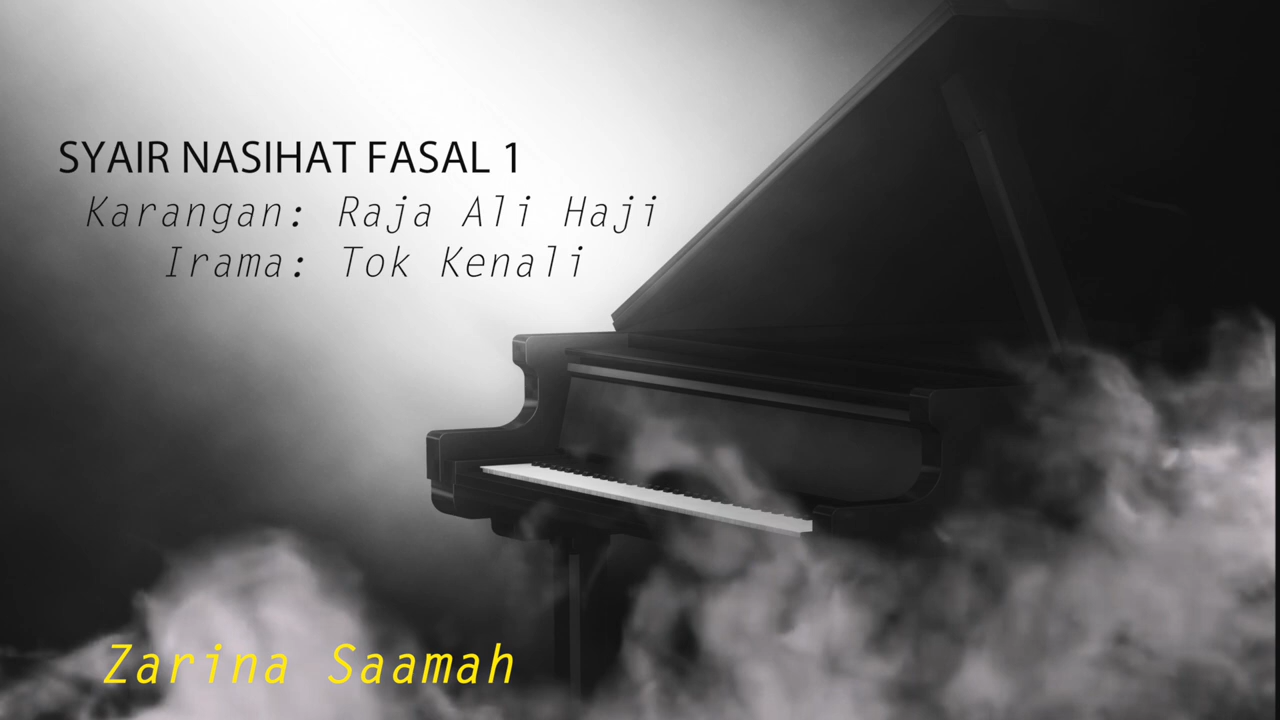 SYAIR NASIHAT FASAL 1
Karangan: Raja Ali Haji
Irama: Tok Kenali
Zarina Saamah